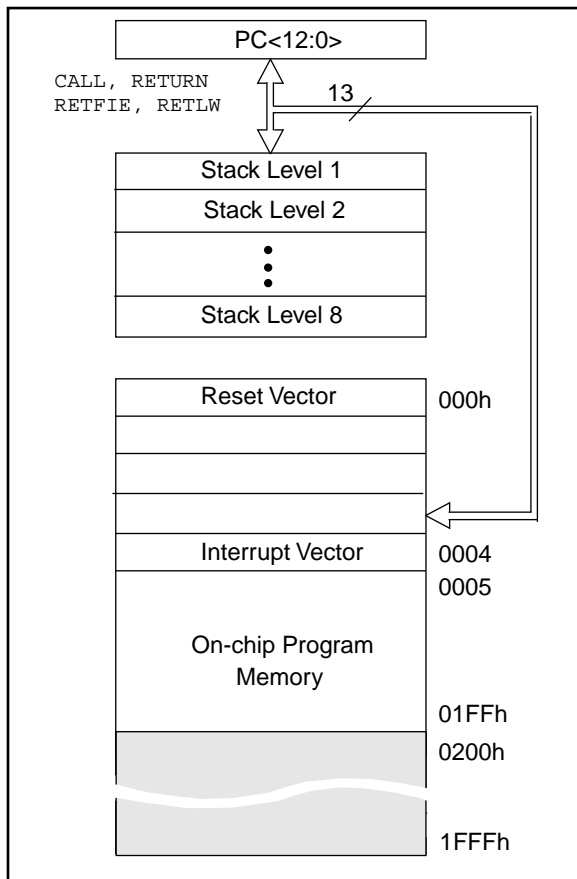 PC<12:0>
CALL, RETURN
RETFIE, RETLW
13
Stack Level 1
Stack Level 2
Stack Level 8
Reset Vector
000h
Interrupt Vector
0004
0005
On-chip Program
Memory
01FFh
0200h
1FFFh